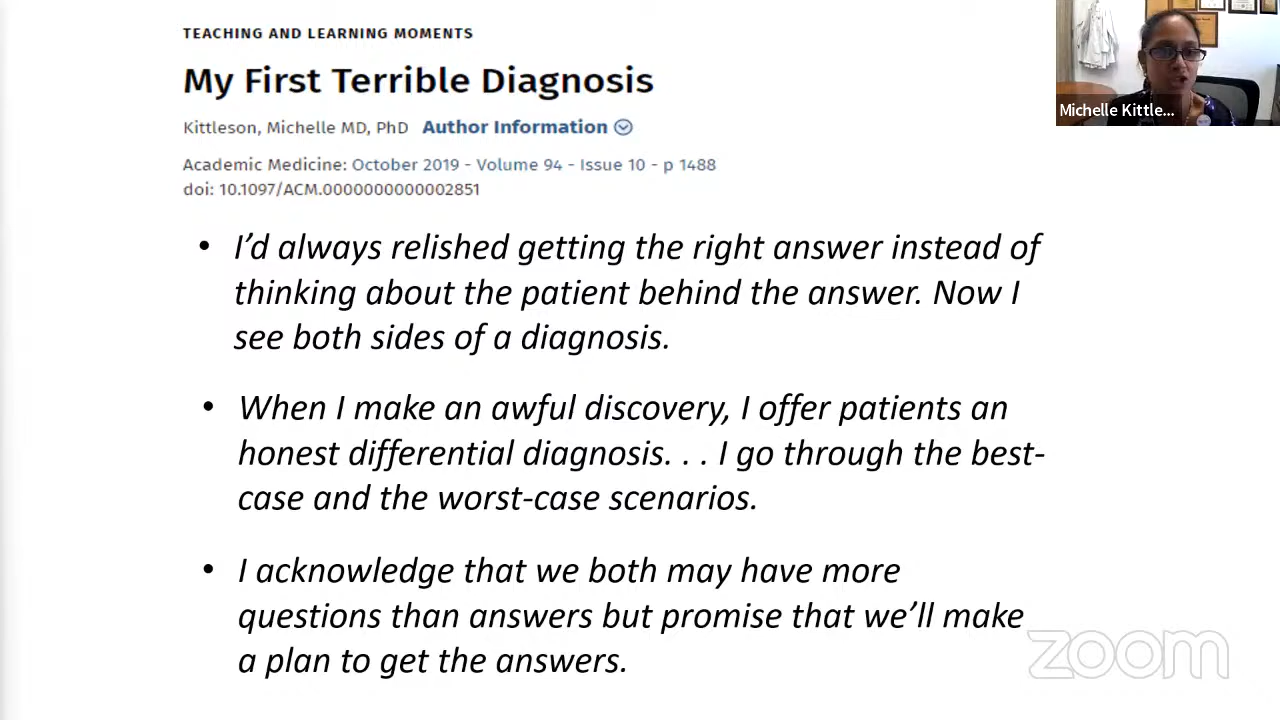 TEACHING AND LEARNING MOMENTS
My First Terrible Diagnosis
Kittleson, Michelle MD, PhD Author Information
Academic Medicine: October 2019 - Volume 94 - Issue 10 - p 1488
doi: 10.1097/ACM.0000000000002851
Michelle Kittle...
• I’d always relished getting the right answer instead of
thinking about the patient behind the answer. Now I
see both sides of a diagnosis.
• When I make an awful discovery, I offer patients an
honest differential diagnosis. . . I go through the best-
case and the worst-case scenarios.
• I acknowledge that we both may have more
questions than answers but promise that we’ll make
a plan to get the answers.
zoom